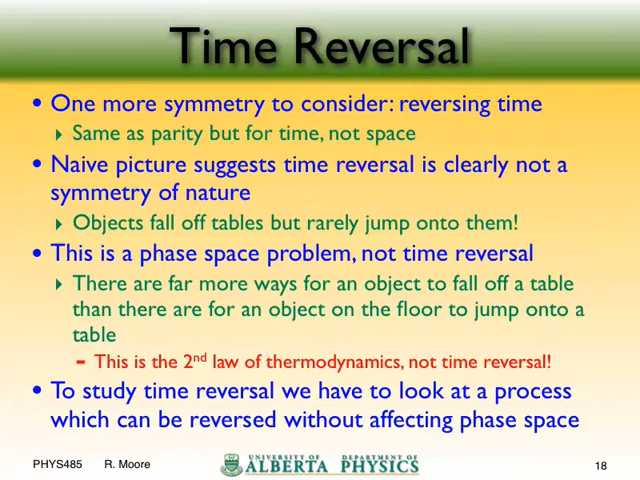 Time Reversal
• One more symmetry to consider: reversing time
‣ Same as parity but for time, not space
• Naive picture suggests time reversal is clearly not a
symmetry of nature
‣ Objects fall off tables but rarely jump onto them!
• This is a phase space problem, not time reversal
‣ There are far more ways for an object to fall off a table
than there are for an object on the floor to jump onto a
table
- This is the 2nd law of thermodynamics, not time reversal!
• To study time reversal we have to look at a process
which can be reversed without affecting phase space
PHYS485 R. Moore
UNIVERSITY OF DEPARTMENT OF
ALBERTA PHYSICS
18